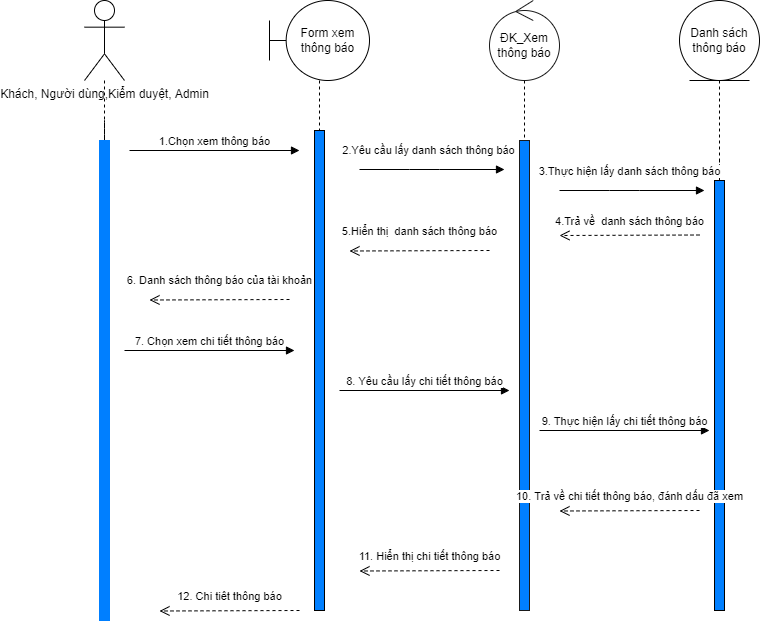 Form xem
thông báo
ĐK_Xem
thông báo
Danh sách
thông báo
Khách, Người dùng,Kiểm duyệt, Admin
1.Chọn xem thông báo
2.Yêu cầu lấy danh sách thông báo
3.Thực hiện lấy danh sách thông báo
4.Trả về danh sách thông báo
5.Hiển thị danh sách thông báo
6. Danh sách thông báo của tài khoản
7. Chọn xem chi tiết thông báo
8. Yêu cầu lấy chi tiết thông báo
9. Thực hiện lấy chi tiết thông báo
10. Trả về chi tiết thông báo, đánh dấu đã xem
11. Hiển thị chi tiết thông báo
12. Chi tiêt thông báo